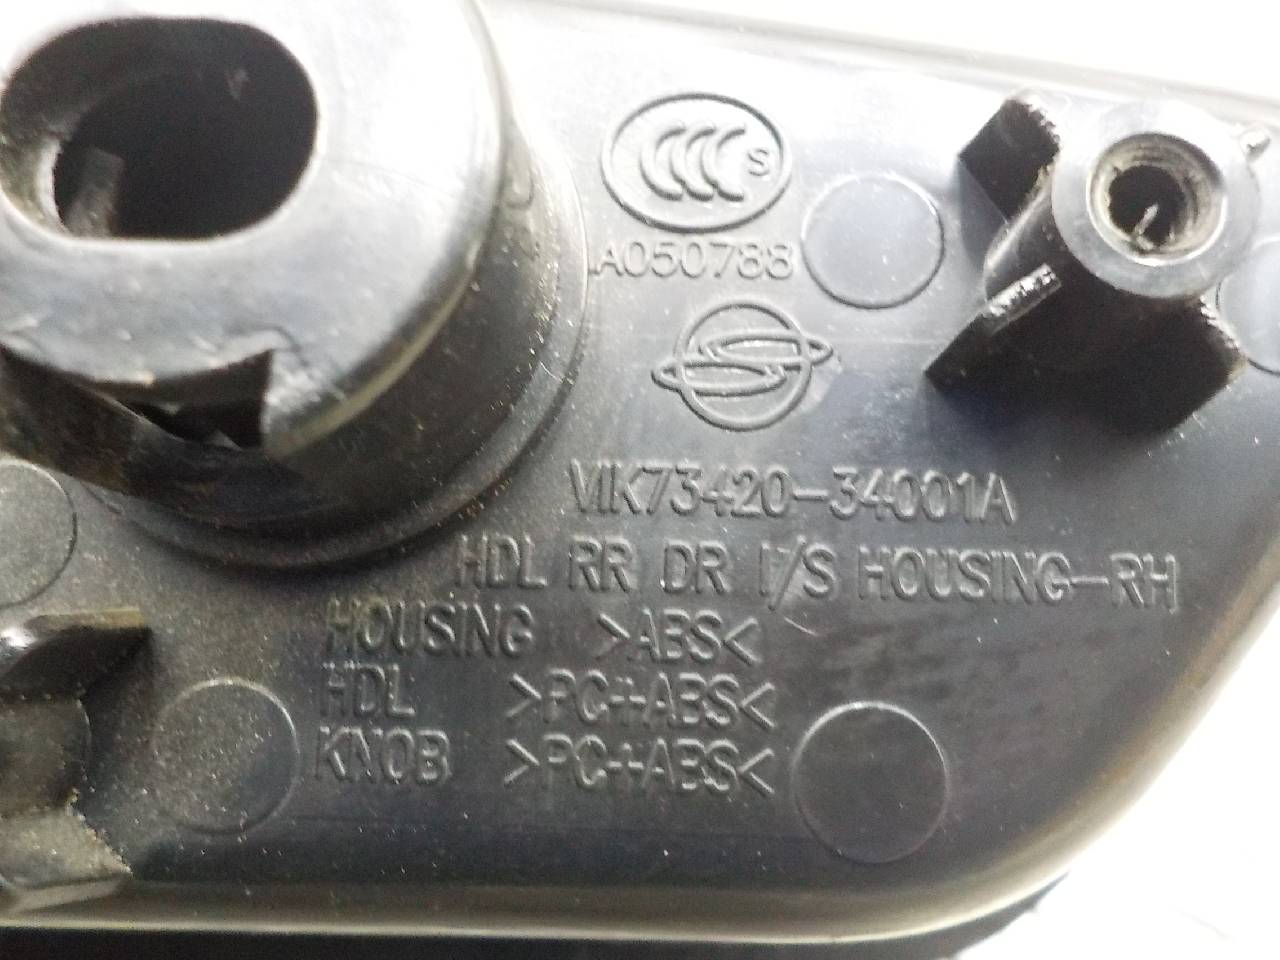 CCC S
A050788
VIK73420-34001A
HDL RR DR I/S HOUSING-RH
HOUSING >ABS<
HDL >PC+ABS<
KNOB >PC+ABS<